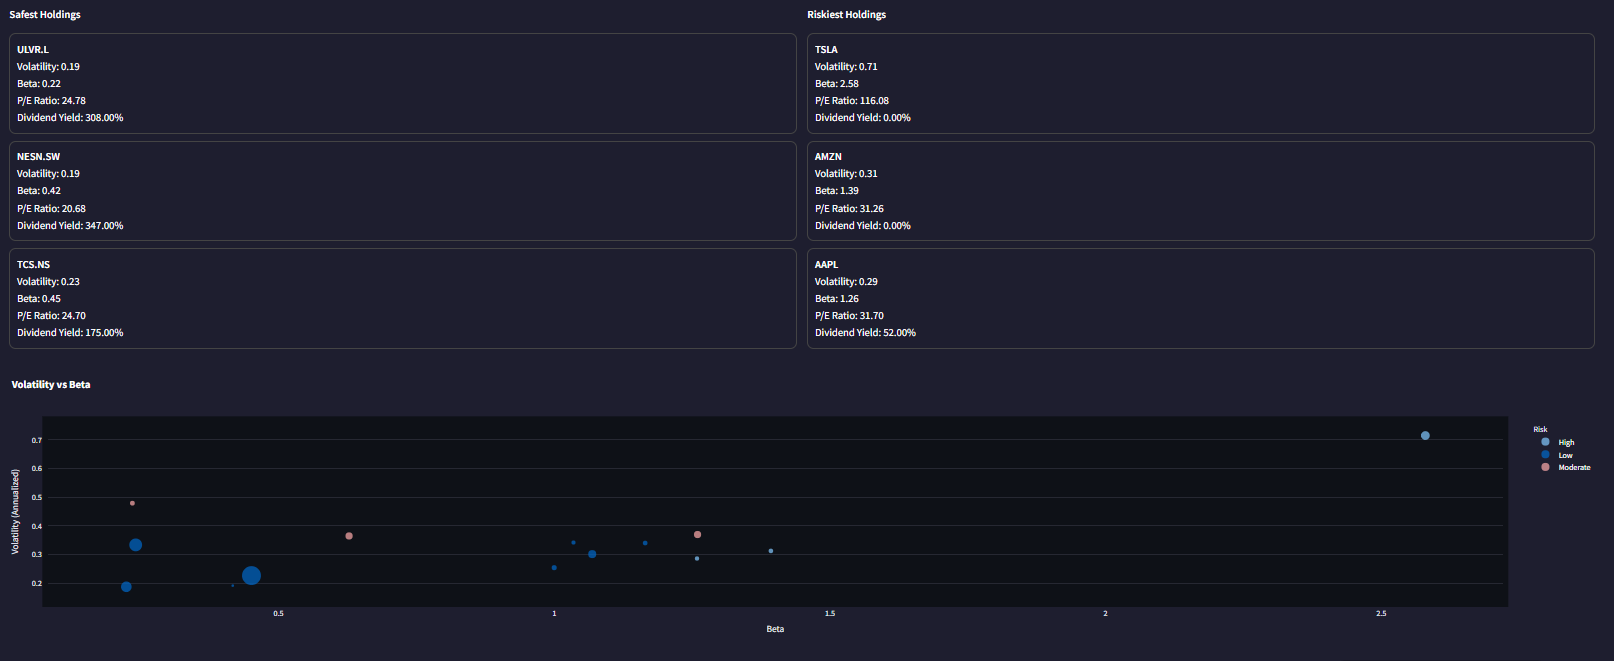 Safest Holdings
ULVR.L
Volatility: 0.19
Beta: 0.22
P/E Ratio: 24.78
Dividend Yield: 308.00%
NESN.SW
Volatility: 0.19
Beta: 0.42
P/E Ratio: 20.68
Dividend Yield: 347.00%
TCS.NS
Volatility: 0.23
Beta: 0.45
P/E Ratio: 24.70
Dividend Yield: 175.00%
Riskiest Holdings
TSLA
Volatility: 0.71
Beta: 2.58
P/E Ratio: 116.08
Dividend Yield: 0.00%
AMZN
Volatility: 0.31
Beta: 1.39
P/E Ratio: 31.26
Dividend Yield: 0.00%
AAPL
Volatility: 0.29
Beta: 1.26
P/E Ratio: 31.70
Dividend Yield: 52.00%
Volatility vs Beta
Volatility (Annualized)
0.7
0.6
0.5
0.4
0.3
0.2
0.5
1
1.5
2
2.5
Beta
Risk
High
Low
Moderate